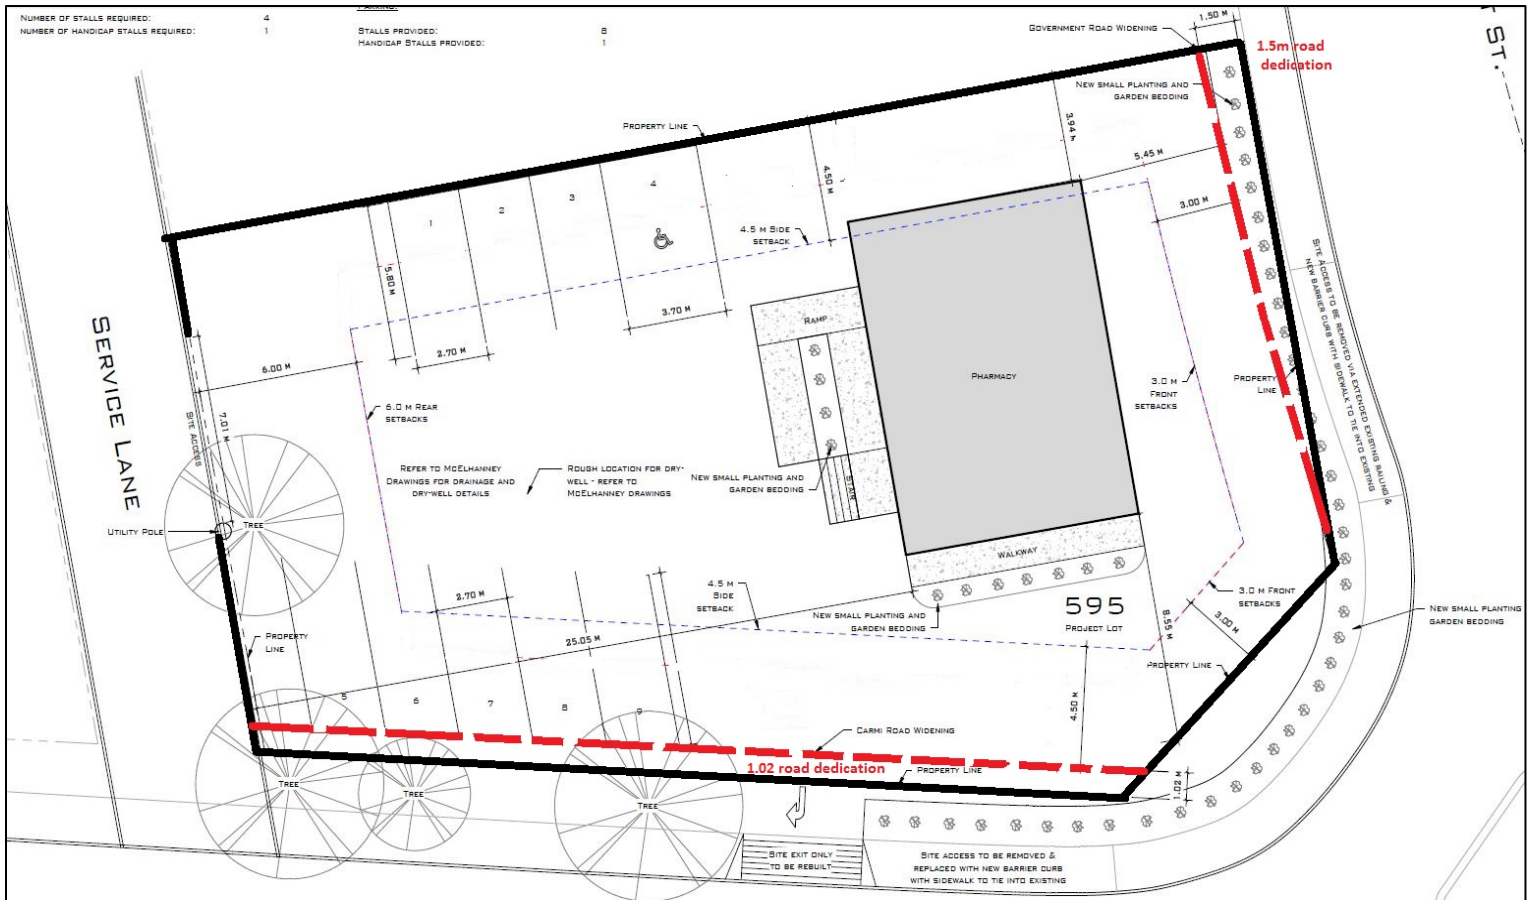 NUMBER OF STALLS REQUIRED: 4
NUMBER OF HANDICAP STALLS REQUIRED: 1
STALLS PROVIDED: 8
HANDICAP STALLS PROVIDED: 1
1.50 M
ST.
GOVERNMENT ROAD WIDENING
1.5m road
dedication
NEW SMALL PLANTING AND
GARDEN BEDDING
PROPERTY LINE
3.94
5.45 M
4.50 M
3.00 M
1
2
3
4
4.5 M SIDE
SETBACK
5.80 M
3.70 M
2.70 M
6.00 M
RAMP
PHARMACY
SERVICE LANE
7.01 M
SITE ACCESS
6.0 M REAR
SETBACKS
3.0 M
FRONT
SETBACKS
PROPERTY
LINE
SITE ACCESS TO BE REMOVED VIA EXTENDED EXISTING RAILING &
NEW BARRIER CURB WITH SIDEWALK TO TIE INTO EXISTING
REFER TO MCELHANNEY
DRAWINGS FOR DRAINAGE AND
DRY-WELL DETAILS
ROUGH LOCATION FOR DRY-
WELL - REFER TO
MCELHANNEY DRAWINGS
NEW SMALL PLANTING AND
GARDEN BEDDING
STAIR
UTILITY POLE
TREE
WALKWAY
2.70 M
4.5 M
SIDE
SETBACK
NEW SMALL PLANTING AND
GARDEN BEDDING
595
PROJECT LOT
8.55 M
3.0 M FRONT
SETBACKS
3.00 M
NEW SMALL PLANTING
GARDEN BEDDING
PROPERTY
LINE
25.05 M
PROPERTY LINE
5
6
7
8
9
4.50 M
CARMI ROAD WIDENING
1.02 road dedication
PROPERTY LINE
1.02 M
TREE
TREE
TREE
SITE EXIT ONLY
TO BE REBUILT
SITE ACCESS TO BE REMOVED &
REPLACED WITH NEW BARRIER CURB
WITH SIDEWALK TO TIE INTO EXISTING